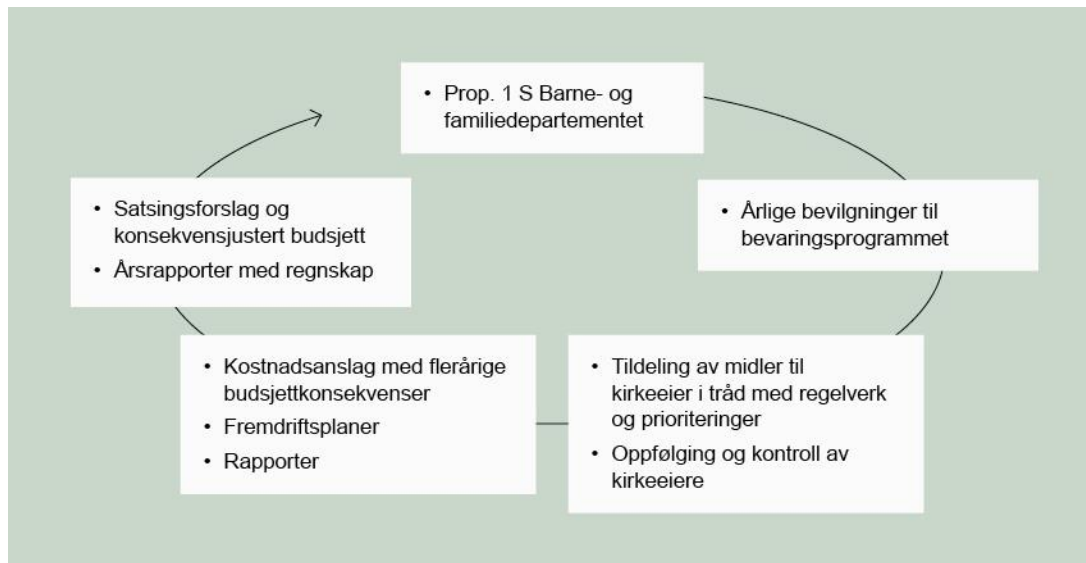 • Prop. 1 S Barne- og
familiedepartementet
• Årlige bevilgninger til
bevaringsprogrammet
• Tildeling av midler til
kirkeeier i tråd med regelverk
og prioriteringer
• Oppfølging og kontroll av
kirkeeiere
• Kostnadsanslag med flerårige
budsjettkonsekvenser
• Fremdriftsplaner
• Rapporter
• Satsingsforslag og
konsekvensjustert budsjett
• Årsrapporter med regnskap